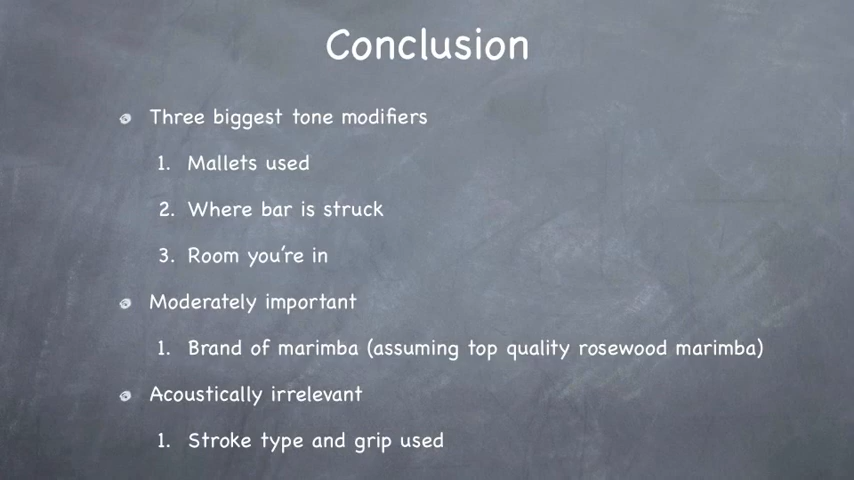 Conclusion
Three biggest tone modifiers
1. Mallets used
2. Where bar is struck
3. Room you're in
Moderately important
1. Brand of marimba (assuming top quality rosewood marimba)
Acoustically irrelevant
1. Stroke type and grip used